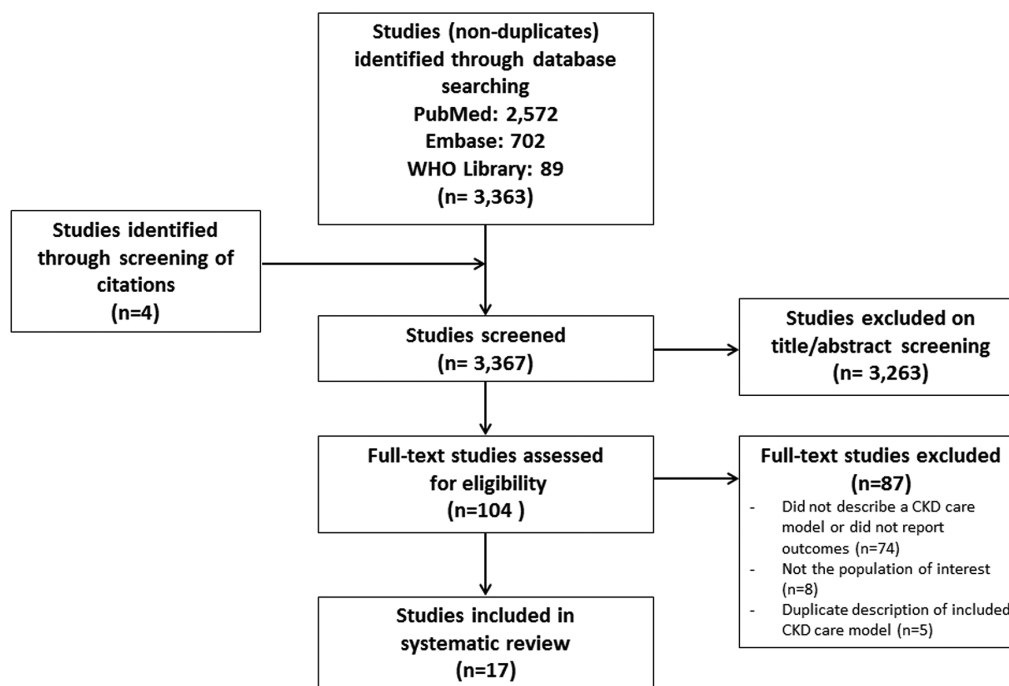 Studies (non-duplicates)
identified through database
searching
PubMed: 2,572
Embase: 702
WHO Library: 89
(n= 3,363)
Studies identified
through screening of
citations
(n=4)
Studies screened
(n= 3,367)
Studies excluded on
title/abstract screening
(n= 3,263)
Full-text studies assessed
for eligibility
(n=104 )
Full-text studies excluded
(n=87)
- Did not describe a CKD care
model or did not report
outcomes (n=74)
- Not the population of interest
(n=8)
- Duplicate description of included
CKD care model (n=5)
Studies included in
systematic review
(n=17)